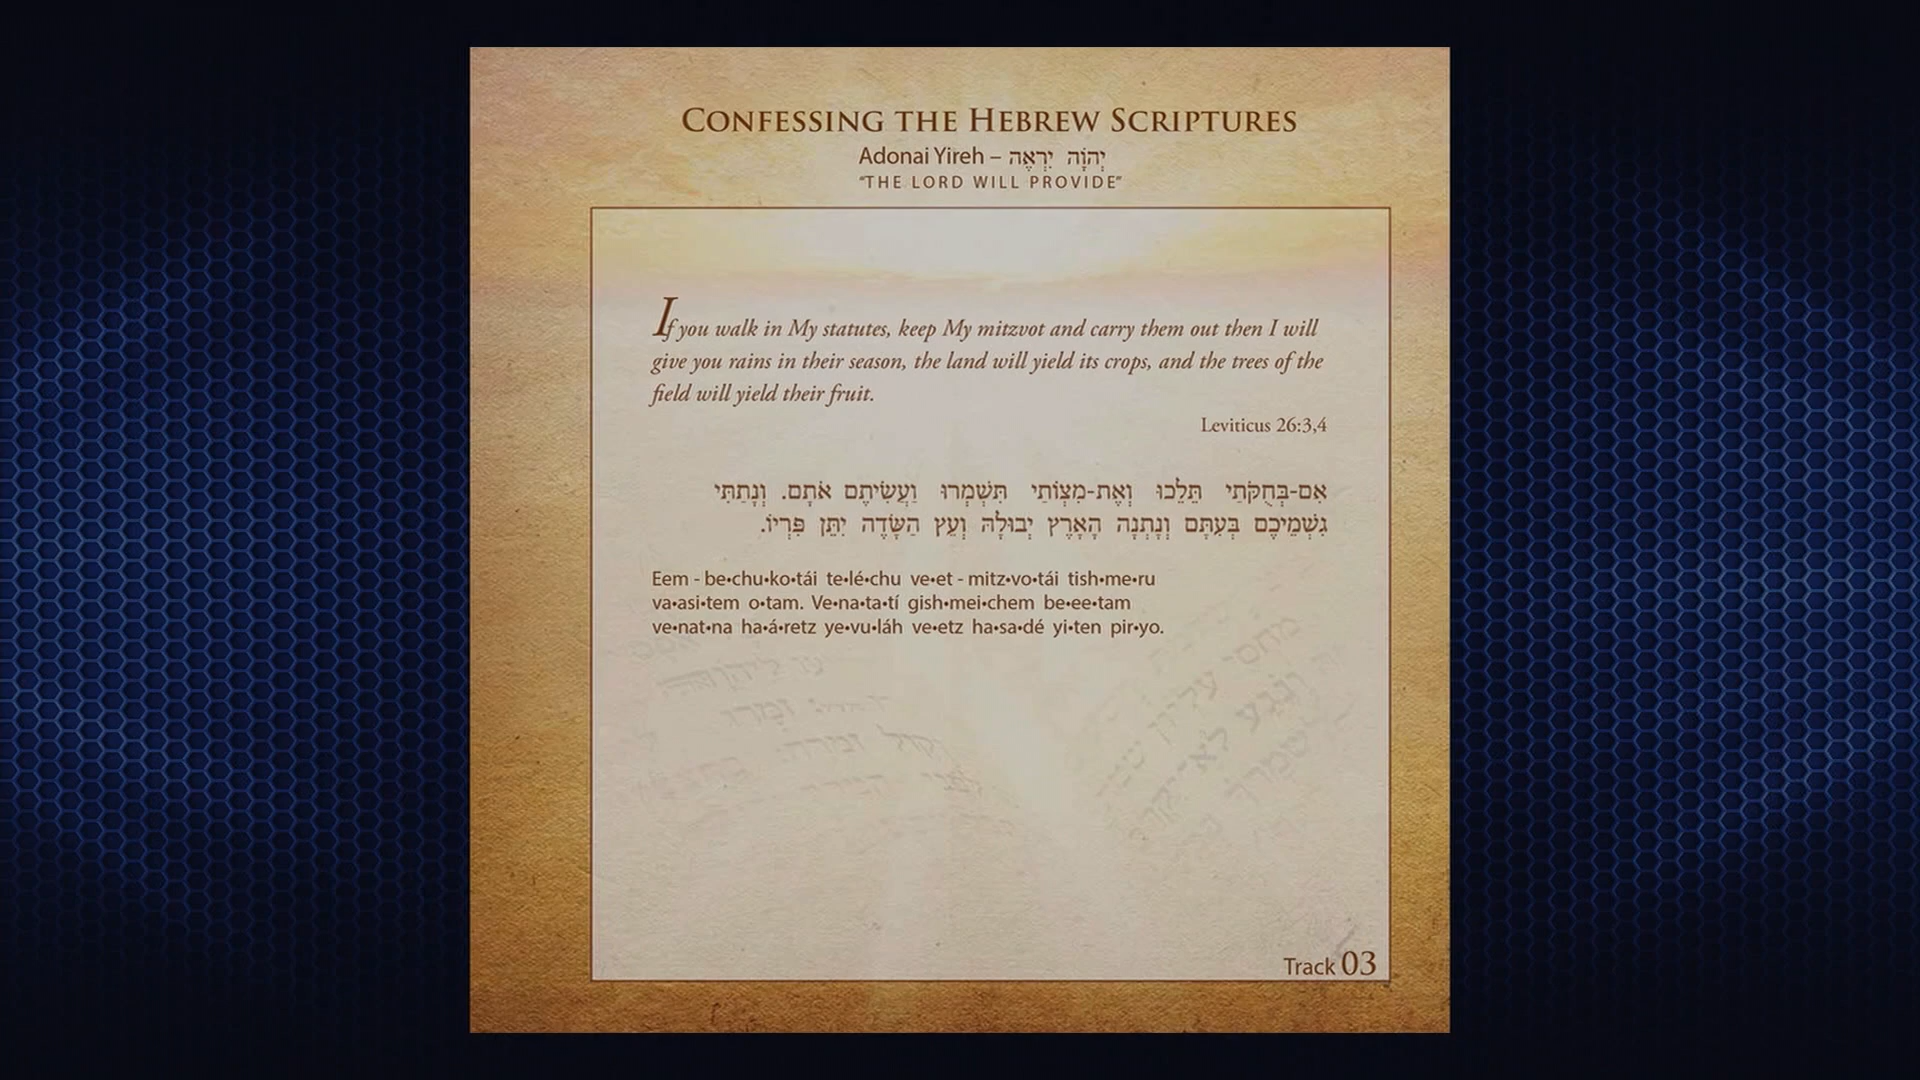 CONFESSING THE HEBREW SCRIPTURES
Adonai Yireh – יְהוָֹה יִרְאֶה
“THE LORD WILL PROVIDE”
If you walk in My statutes, keep My mitzvot and carry them out then I will
give you rains in their season, the land will yield its crops, and the trees of the
field will yield their fruit.
Leviticus 26:3,4
אִם-בְּחֻקֹּתַי תֵּלֵכוּ וְאֶת-מִצְוֹתַי תִּשְׁמְרוּ וַעֲשִׂיתֶם אֹתָם. וְנָתַתִּי
גִשְׁמֵיכֶם בְּעִתָּם וְנָתְנָה הָאָרֶץ יְבוּלָהּ וְעֵץ הַשָּׂדֶה יִתֵּן פִּרְיוֹ.
Eem - be•chu•ko•tái te•lé•chu ve•et - mitz•vo•tái tish•me•ru
va•asi•tem o•tam. Ve•na•ta•tí gish•mei•chem be•ee•tam
ve•nat•na ha•á•retz ye•vu•láh ve•etz ha•sa•dé yi•ten pir•yo.
Track 03